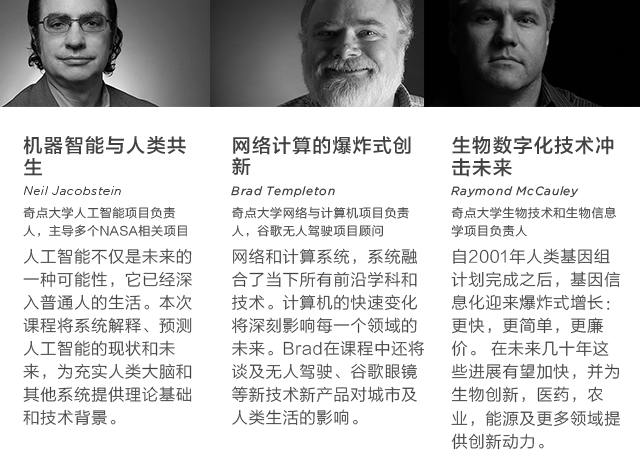 机器智能与人类共
生
Neil Jacobstein
奇点大学人工智能项目负责
人，主导多个NASA相关项目
人工智能不仅是未来的
一种可能性，它已经深
入普通人的生活。本次
课程将系统解释、预测
人工智能的现状和未
来，为充实人类大脑和
其他系统提供理论基础
和技术背景。
网络计算的爆炸式创
新
Brad Templeton
奇点大学网络与计算机项目负责
人，谷歌无人驾驶项目顾问
网络和计算系统，系统融
合了当下所有前沿学科和
技术。计算机的快速变化
将深刻影响每一个领域的
未来。Brad在课程中还将
谈及无人驾驶、谷歌眼镜
等新技术新产品对城市及
人类生活的影响。
生物数字化技术冲
击未来
Raymond McCauley
奇点大学生物技术和生物信息
学项目负责人
自2001年人类基因组
计划完成之后，基因信
息化迎来爆炸式增长：
更快，更简单，更廉
价。 在未来几十年这
些进展有望加快，并为
生物创新，医药，农
业，能源及更多领域提
供创新动力。